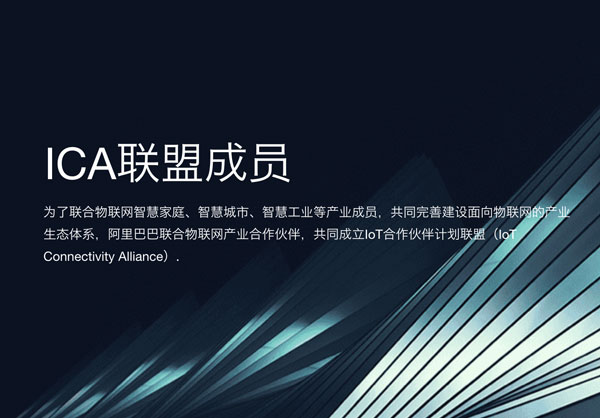 ICA联盟成员
为了联合物联网智慧家庭、智慧城市、智慧工业等产业成员，共同完善建设面向物联网的产业
生态体系，阿里巴巴联合物联网产业合作伙伴，共同成立IoT合作伙伴计划联盟（IoT
Connectivity Alliance）.